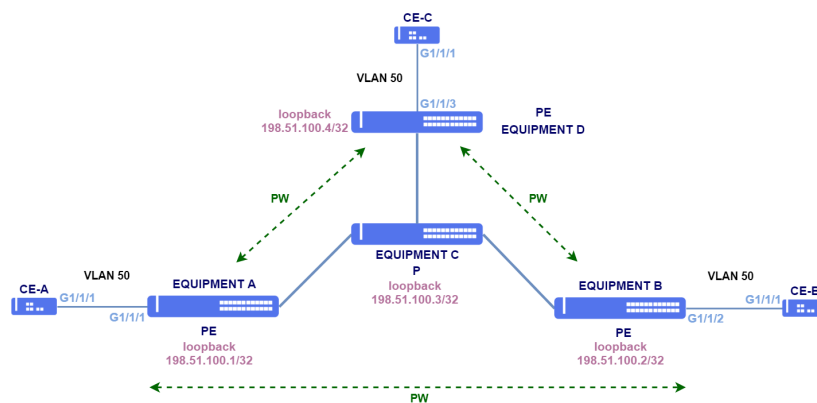 CE-C
G1/1/1
VLAN 50
G1/1/3
loopback
198.51.100.4/32
PE
EQUIPMENT D
PW
PW
EQUIPMENT C
P
loopback
198.51.100.3/32
CE-A
VLAN 50
EQUIPMENT A
G1/1/1
G1/1/1
PE
loopback
198.51.100.1/32
EQUIPMENT B
VLAN 50
CE-B
G1/1/1
G1/1/2
PE
loopback
198.51.100.2/32
PW